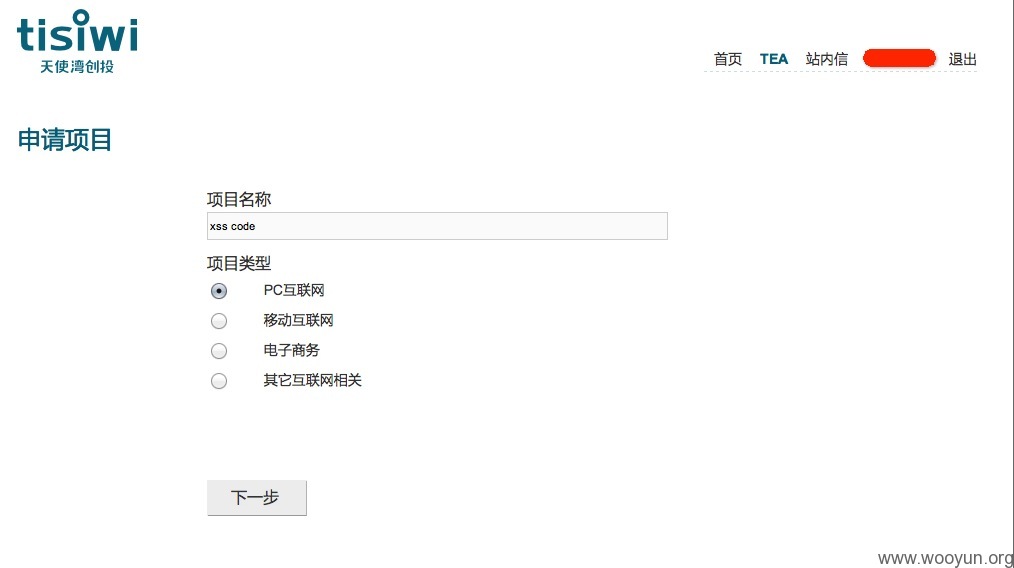 tisiwi
天使湾创投
首页 TEA 站内信 退出
申请项目
项目名称
xss code
项目类型
PC互联网
移动互联网
电子商务
其它互联网相关
下一步
www.wooyun.org